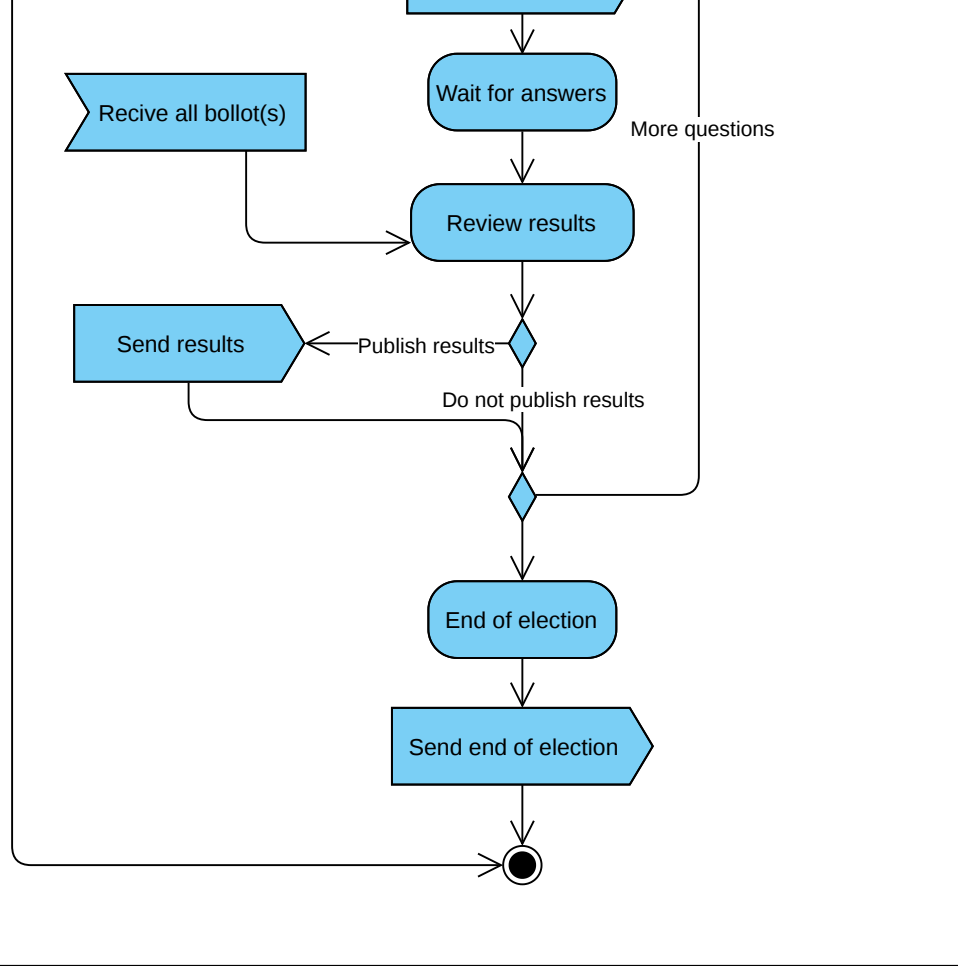 Wait for answers
Recive all bollot(s)
More questions
Review results
Send results
Publish results
Do not publish results
End of election
Send end of election